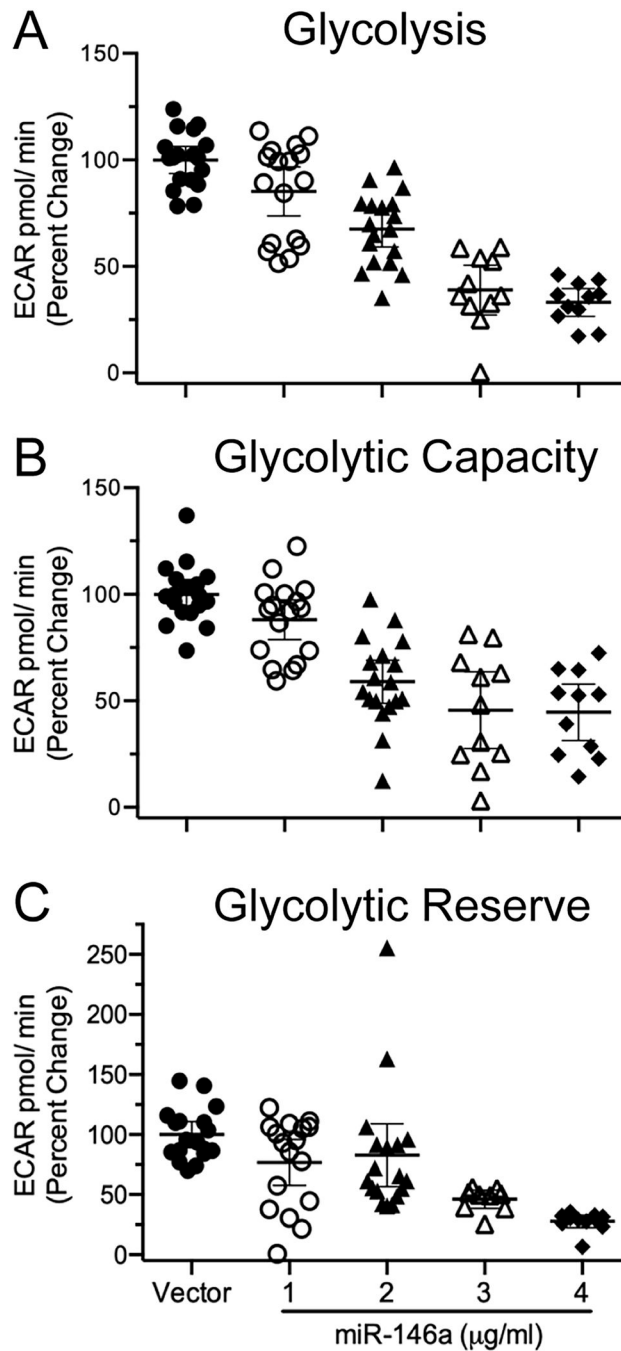 A
Glycolysis
ECAR pmol/ min
(Percent Change)
150
100
50
0
B
Glycolytic Capacity
ECAR pmol/ min
(Percent Change)
150
100
50
0
C
Glycolytic Reserve
ECAR pmol/ min
(Percent Change)
250
200
150
100
50
0
Vector 1 2 3 4
miR-146a (μg/ml)